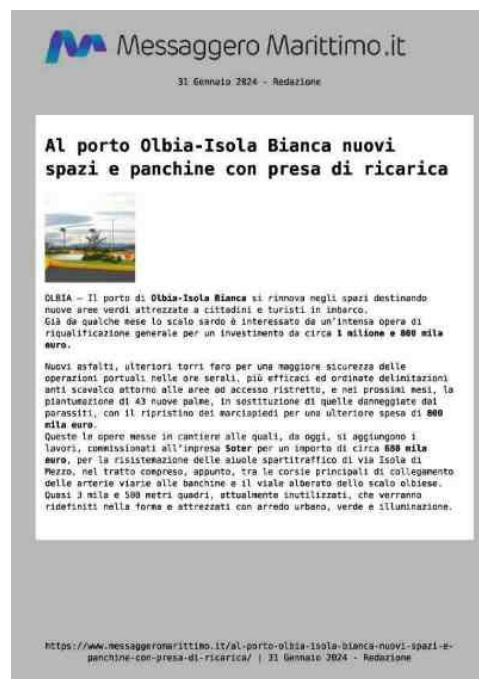 Messaggero Marittimo.it
31 Gennaio 2024 - Redazione
Al porto Olbia-Isola Bianca nuovi
spazi e panchine con presa di ricarica
OLBIA – Il porto di Olbia-Isola Bianca si rinnova negli spazi destinando
nuove aree verdi attrezzate a cittadini e turisti in imbarco.
Già da qualche mese lo scalo sardo è interessato da un'intensa opera di
riqualificazione generale per un investimento da circa 1 milione e 800 mila
euro.
Nuovi asfalti, ulteriori torri faro per una maggiore sicurezza delle
operazioni portuali nelle ore serali, più efficaci ed ordinate delimitazioni
anti scavalco attorno alle aree ad accesso ristretto, e nei prossimi mesi, la
piantumazione di 43 nuove palme, in sostituzione di quelle danneggiate dai
parassiti, con il ripristino dei marciapiedi per una ulteriore spesa di 800
mila euro.
Queste le opere messe in cantiere alle quali, da oggi, si aggiungono i
lavori, commissionati all'impresa Soter per un importo di circa 680 mila
euro, per la risistemazione delle aiuole spartitraffico di via Isola di
Mezzo, nel tratto compreso, appunto, tra le corsie principali di collegamento
delle arterie viarie alle banchine e il viale alberato dello scalo olbiese.
Quasi 3 mila e 500 metri quadri, attualmente inutilizzati, che verranno
ridefiniti nella forma e attrezzati con arredo urbano, verde e illuminazione.
https://www.messaggeromarittimo.it/al-porto-olbia-isola-bianca-nuovi-spazi-e-
panchine-con-presa-di-ricarica/ | 31 Gennaio 2024 - Redazione